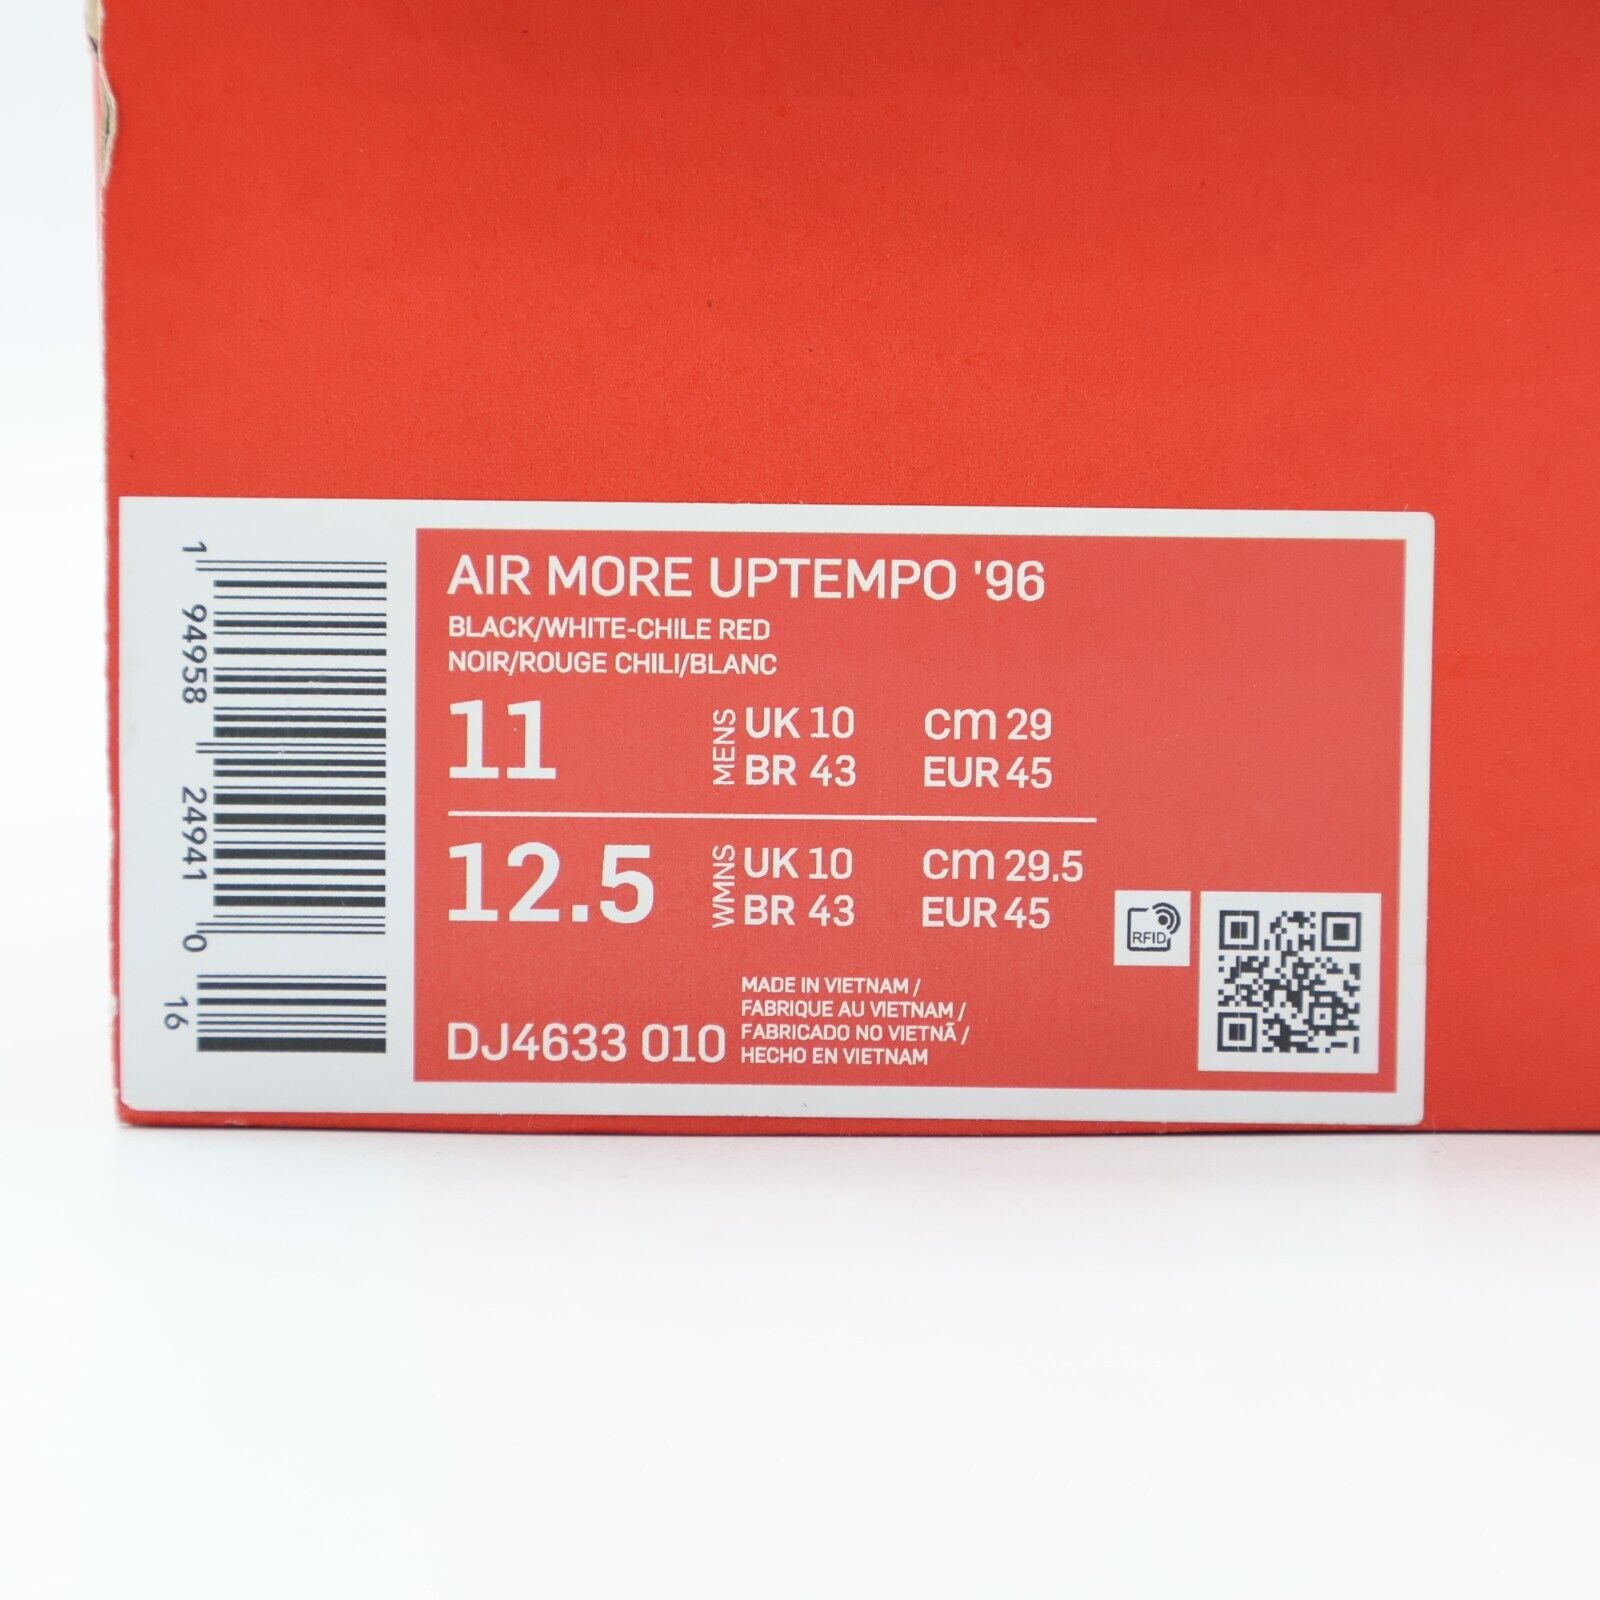 1 94958 24941 0 16
AIR MORE UPTEMPO '96
BLACK/WHITE-CHILE RED
NOIR/ROUGE CHILI/BLANC
11 MENS UK 10 CM 29
BR 43 EUR 45
12.5 WMNS UK 10 CM 29.5
BR 43 EUR 45
RFID
MADE IN VIETNAM /
FABRIQUE AU VIETNAM /
FABRICADO NO VIETNÃ /
HECHO EN VIETNAM
DJ4633 010